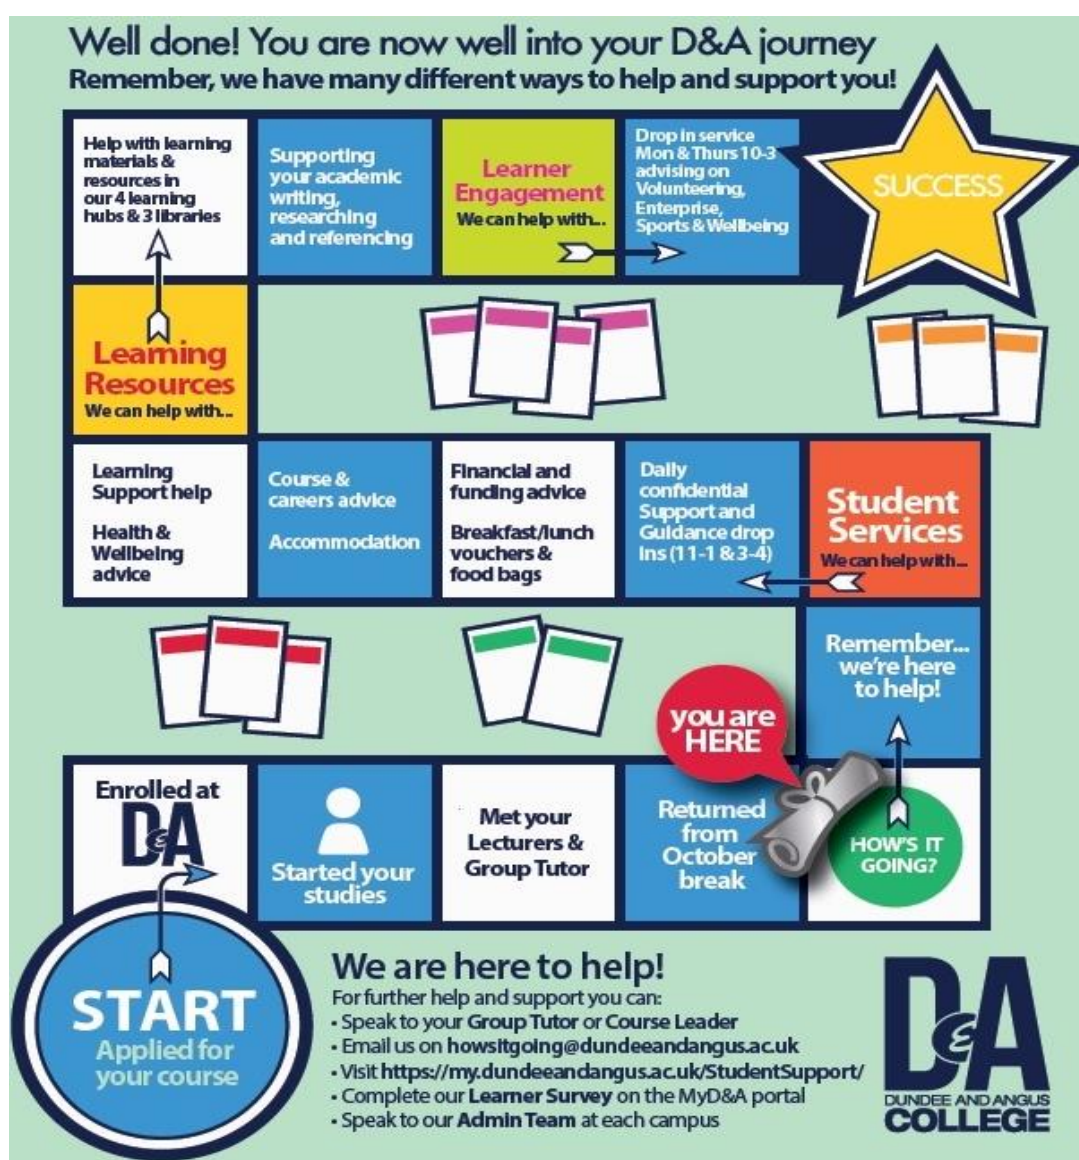 Well done! You are now well into your D&A journey
Remember, we have many different ways to help and support you!
Help with learning
materials &
resources in
our 4 learning
hubs & 3 libraries
Supporting
your academic
writing,
researching
and referencing
Learner
Engagement
We can help with...
Drop in service
Mon & Thurs 10-3
advising on
Volunteering,
Enterprise,
Sports & Wellbeing
SUCCESS
Learning
Resources
We can help with...
Learning
Support help
Health &
Wellbeing
advice
Course &
careers advice
Accommodation
Financial and
funding advice
Breakfast/lunch
vouchers &
food bags
Daily
confidential
Support and
Guidance drop
ins (11-1 & 3-4)
Student
Services
We can help with...
Remember...
we're here
to help!
you are
HERE
Enrolled at
D&A
Started your
studies
Met your
Lecturers &
Group Tutor
Returned
from
October
break
HOW'S IT
GOING?
START
Applied for
your course
We are here to help!
For further help and support you can:
• Speak to your Group Tutor or Course Leader
• Email us on howsitgoing@dundeeandangus.ac.uk
• Visit https://my.dundeeandangus.ac.uk/StudentSupport/
• Complete our Learner Survey on the MyD&A portal
• Speak to our Admin Team at each campus
D&A
DUNDEE AND ANGUS
COLLEGE